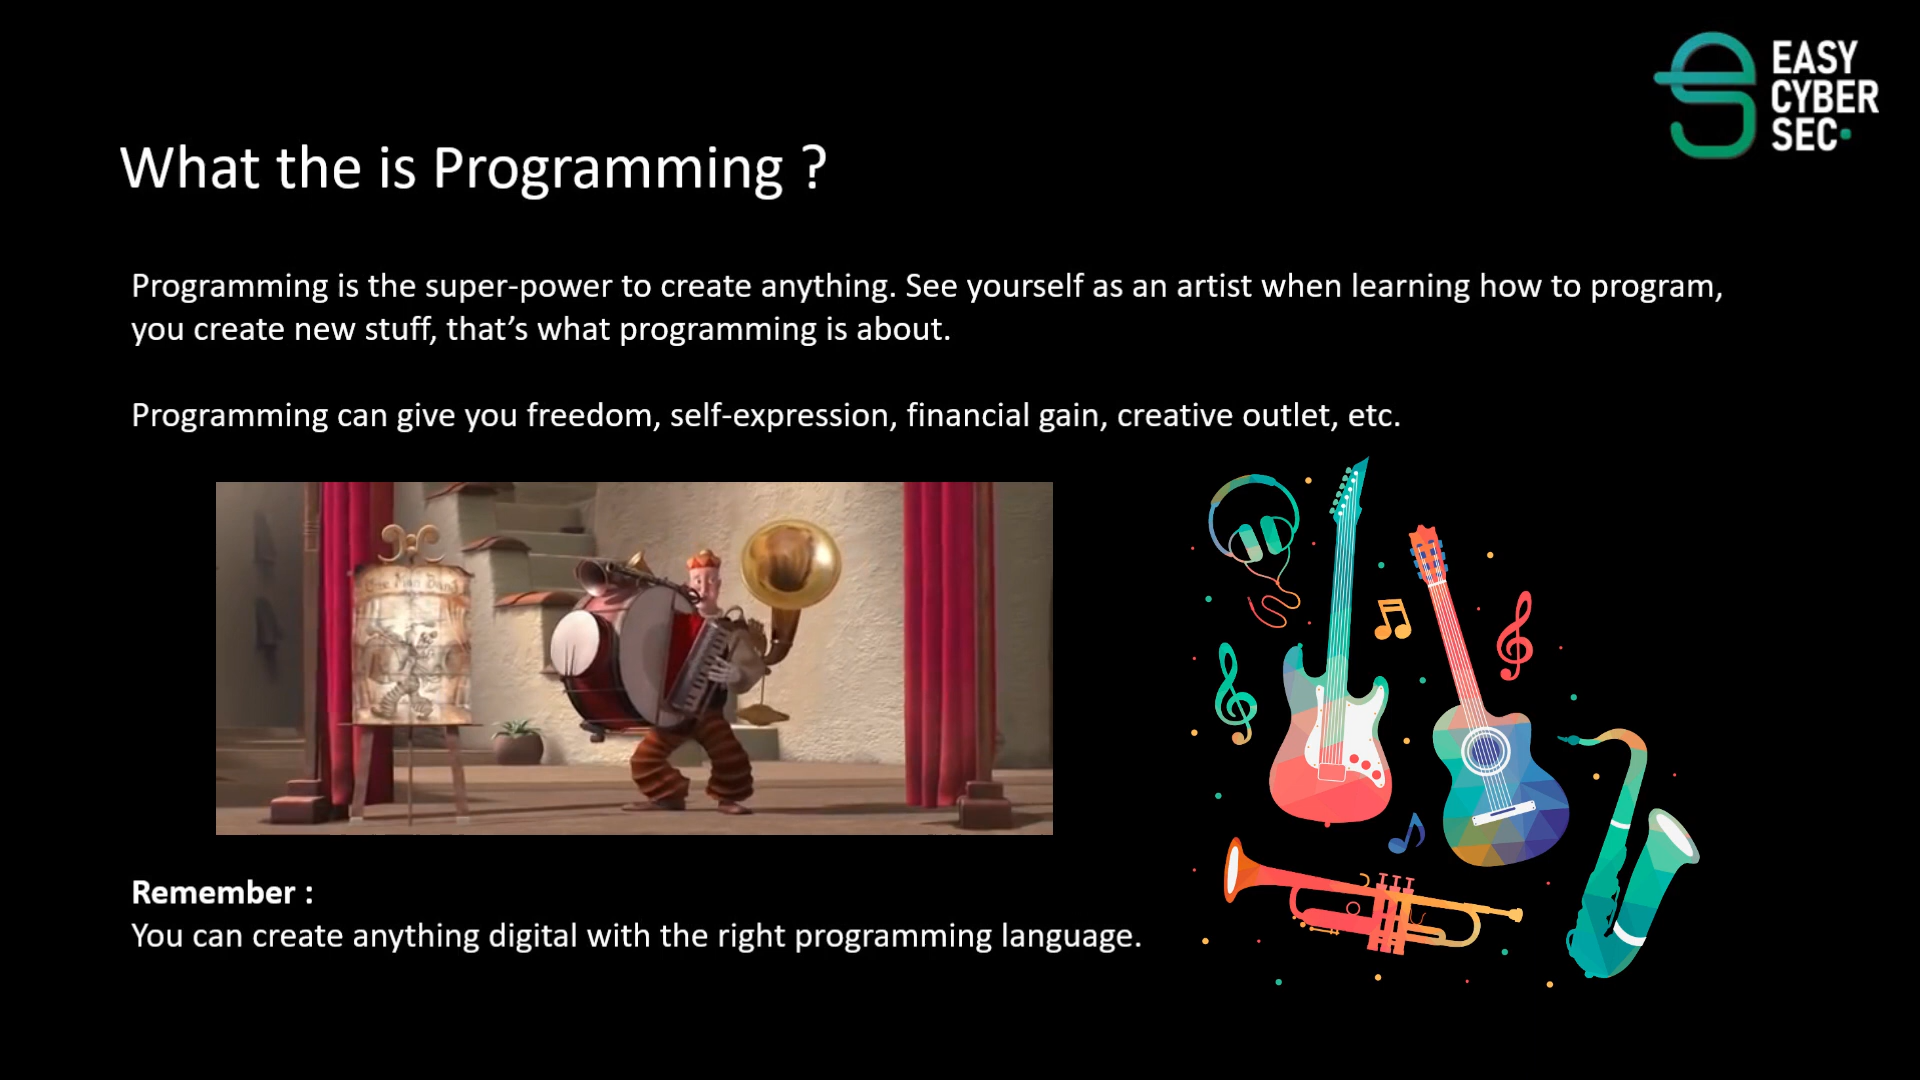 EASY
CYBER
SEC
What the is Programming ?
Programming is the super-power to create anything. See yourself as an artist when learning how to program,
you create new stuff, that’s what programming is about.
Programming can give you freedom, self-expression, financial gain, creative outlet, etc.
One Man Band
Remember :
You can create anything digital with the right programming language.